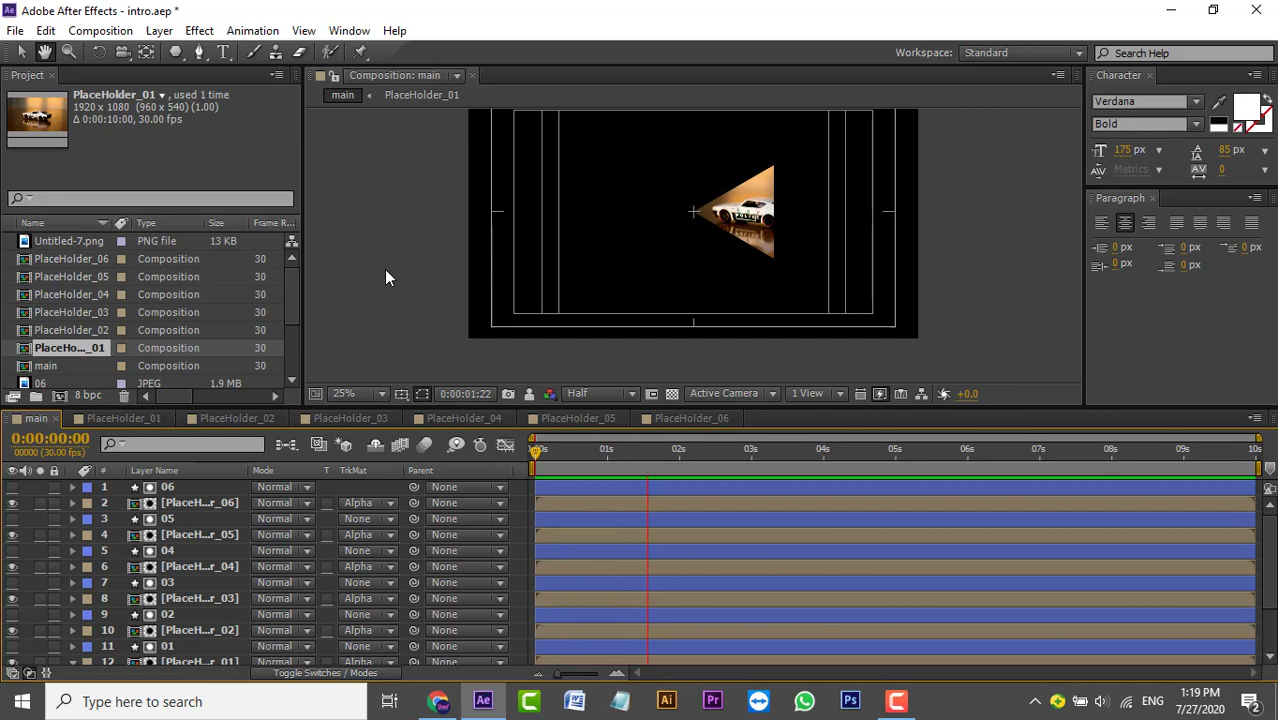 Adobe After Effects - intro.aep *
File Edit Composition Layer Effect Animation View Window Help
Workspace: Standard Search Help
Project Composition: main Character
PlaceHolder_01 , used 1 time
1920 x 1080 (960 x 540) (1.00)
Δ 0:00:10:00, 30.00 fps
main PlaceHolder_01
Verdana
Bold
175 px 85 px
Metrics 0
Paragraph
0 px 0 px 0 px
0 px 0 px
Name Type Size Frame R...
Untitled-7.png PNG file 13 KB
PlaceHolder_06 Composition 30
PlaceHolder_05 Composition 30
PlaceHolder_04 Composition 30
PlaceHolder_03 Composition 30
PlaceHolder_02 Composition 30
PlaceHo..._01 Composition 30
main Composition 30
06 JPEG 1.9 MB
8 bpc
25% 0:00:01:22 Half Active Camera 1 View +0.0
main PlaceHolder_01 PlaceHolder_02 PlaceHolder_03 PlaceHolder_04 PlaceHolder_05 PlaceHolder_06
0:00:00:00
00000 (30.00 fps)
:00s 01s 02s 03s 04s 05s 06s 07s 08s 09s 10s
# Layer Name Mode T TrkMat Parent
1 06 Normal None
2 [PlaceH...r_06] Normal Alpha None
3 05 Normal None None
4 [PlaceH...r_05] Normal Alpha None
5 04 Normal None None
6 [PlaceH...r_04] Normal Alpha None
7 03 Normal None None
8 [PlaceH...r_03] Normal Alpha None
9 02 Normal None None
10 [PlaceH...r_02] Normal Alpha None
11 01 Normal None None
12 [PlaceH...r_01] Normal Alpha None
Toggle Switches / Modes
Type here to search
ENG
1:19 PM
7/27/2020
2